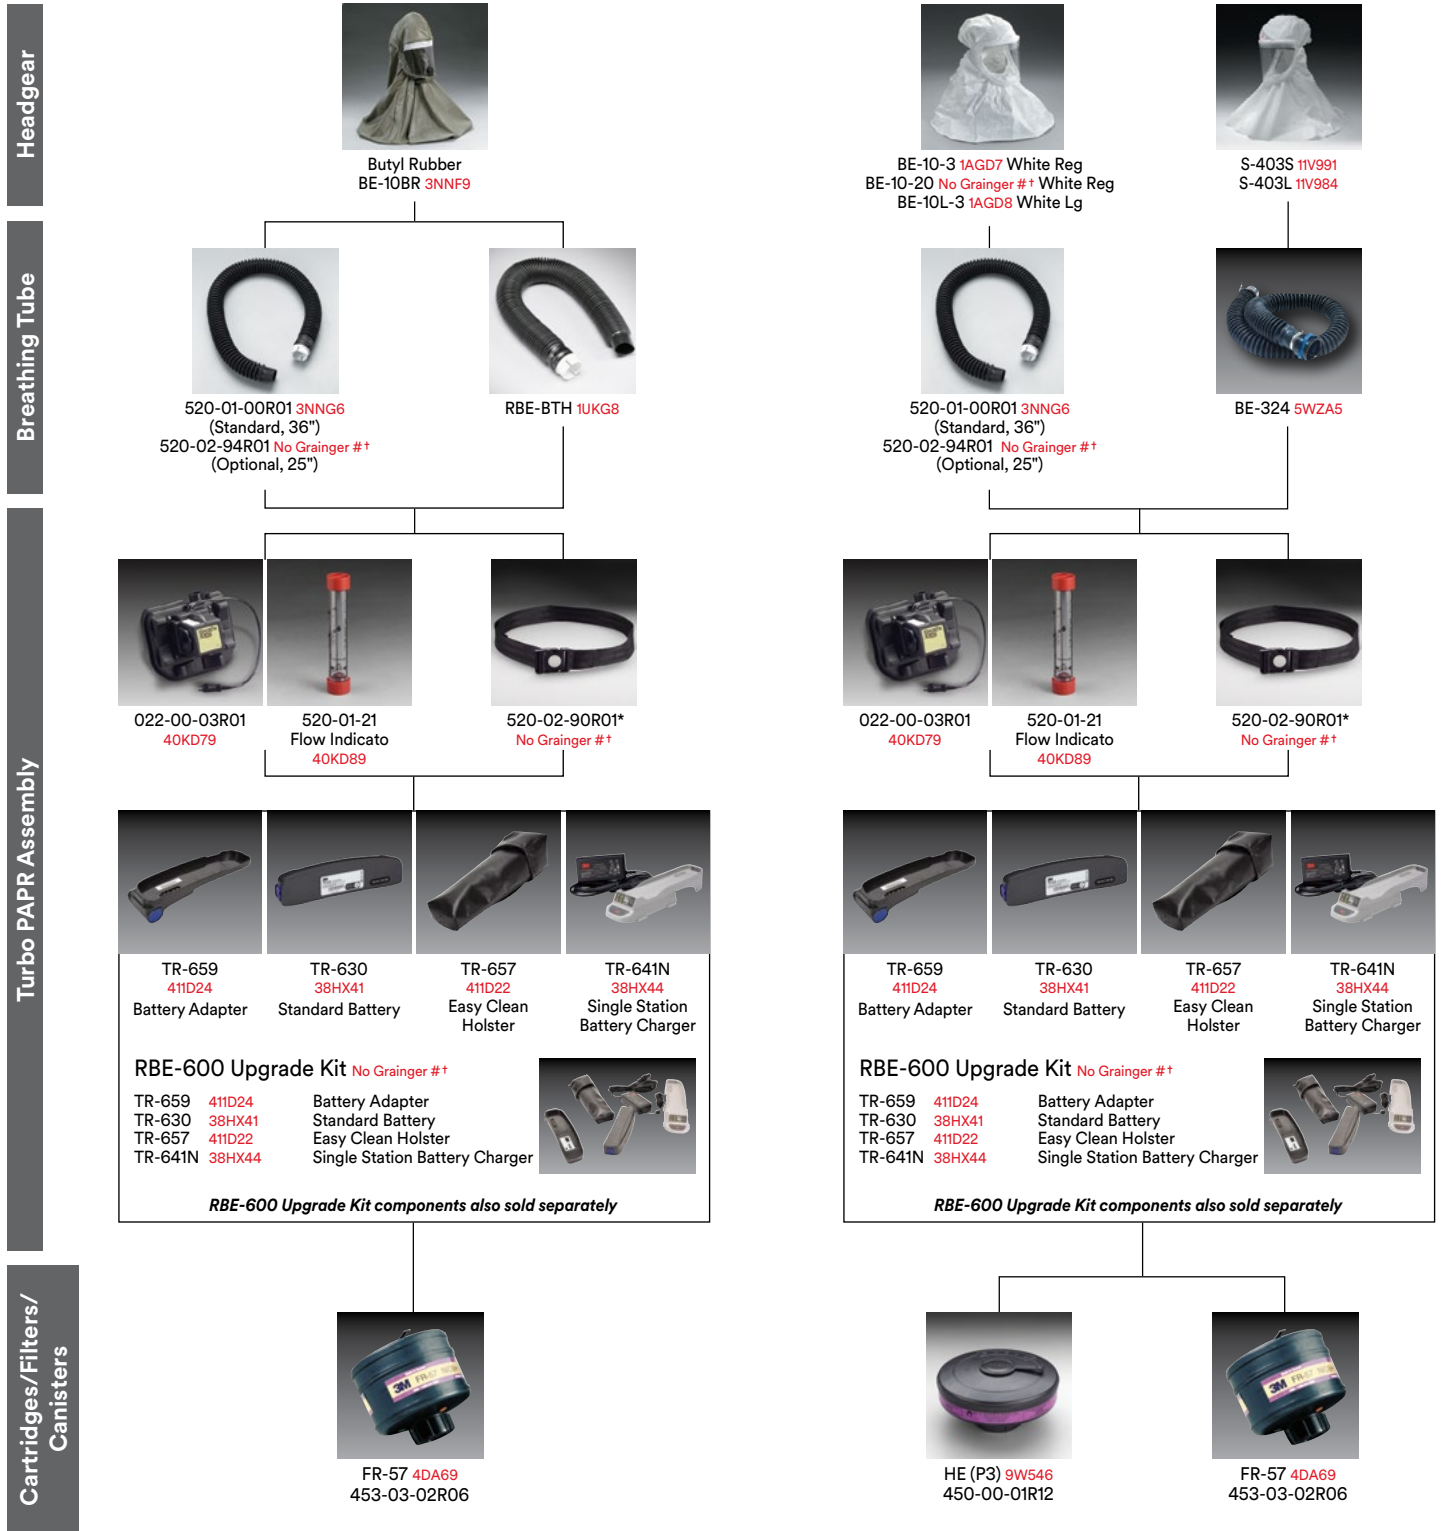 Headgear
Butyl Rubber
BE-10BR 3NNF9
BE-10-3 1AGD7 White Reg
BE-10-20 No Grainger #† White Reg
BE-10L-3 1AGD8 White Lg
S-403S 11V991
S-403L 11V984
Breathing Tube
520-01-00R01 3NNG6
(Standard, 36")
520-02-94R01 No Grainger #†
(Optional, 25")
RBE-BTH 1UKG8
520-01-00R01 3NNG6
(Standard, 36")
520-02-94R01 No Grainger #†
(Optional, 25")
BE-324 5WZA5
Turbo PAPR Assembly
022-00-03R01
40KD79
520-01-21
Flow Indicato
40KD89
520-02-90R01*
No Grainger #†
022-00-03R01
40KD79
520-01-21
Flow Indicato
40KD89
520-02-90R01*
No Grainger #†
TR-659
411D24
Battery Adapter
TR-630
38HX41
Standard Battery
TR-657
411D22
Easy Clean
Holster
TR-641N
38HX44
Single Station
Battery Charger
RBE-600 Upgrade Kit No Grainger #†
TR-659 411D24 Battery Adapter
TR-630 38HX41 Standard Battery
TR-657 411D22 Easy Clean Holster
TR-641N 38HX44 Single Station Battery Charger
RBE-600 Upgrade Kit components also sold separately
TR-659
411D24
Battery Adapter
TR-630
38HX41
Standard Battery
TR-657
411D22
Easy Clean
Holster
TR-641N
38HX44
Single Station
Battery Charger
RBE-600 Upgrade Kit No Grainger #†
TR-659 411D24 Battery Adapter
TR-630 38HX41 Standard Battery
TR-657 411D22 Easy Clean Holster
TR-641N 38HX44 Single Station Battery Charger
RBE-600 Upgrade Kit components also sold separately
Cartridges/Filters/
Canisters
3M FR-57
FR-57 4DA69
453-03-02R06
HE (P3) 9W546
450-00-01R12
3M FR-57
FR-57 4DA69
453-03-02R06